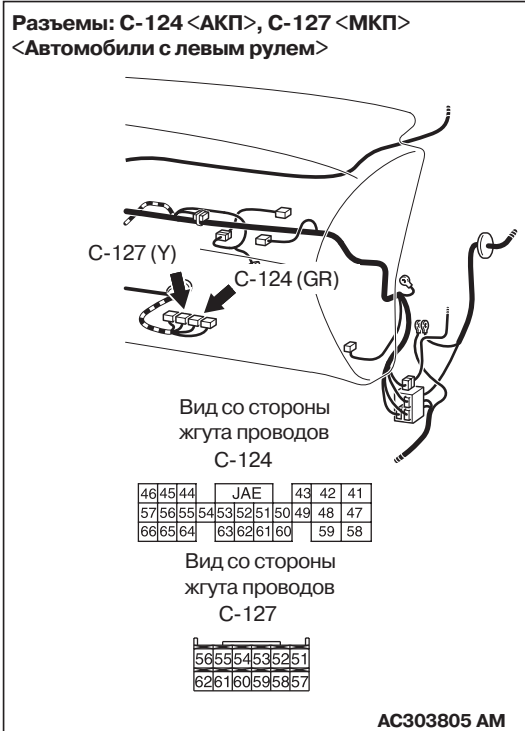 Разъемы: C-124 <АКП>, C-127 <МКП>
<Автомобили с левым рулем>
C-127 (Y)
C-124 (GR)
Вид со стороны
жгута проводов
C-124
46 45 44 JAE 43 42 41
57 56 55 54 53 52 51 50 49 48 47
66 65 64 63 62 61 60 59 58
Вид со стороны
жгута проводов
C-127
56 55 54 53 52 51
62 61 60 59 58 57
AC303805 AM